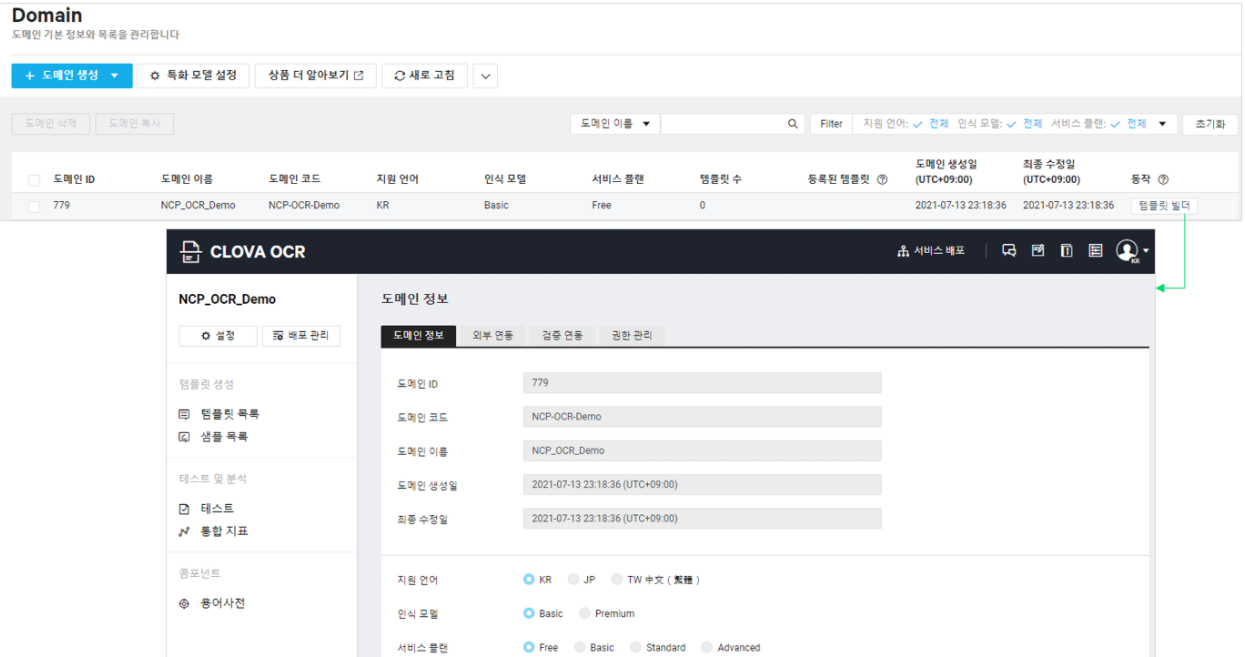 Domain
도메인 기본 정보와 목록을 관리합니다
+ 도메인 생성 특화 모델 설정 상품 더 알아보기 새로 고침
도메인 삭제 도메인 복사 도메인 이름 Filter 지원 언어: 전체 인식 모델: 전체 서비스 플랜: 전체 초기화
도메인 ID 도메인 이름 도메인 코드 지원 언어 인식 모델 서비스 플랜 템플릿 수 등록된 템플릿 도메인 생성일 (UTC+09:00) 최종 수정일 (UTC+09:00) 동작
779 NCP_OCR_Demo NCP-OCR-Demo KR Basic Free 0 2021-07-13 23:18:36 2021-07-13 23:18:36 템플릿 빌더
CLOVA OCR 서비스 배포 KR
NCP_OCR_Demo
설정 배포 관리
템플릿 생성
템플릿 목록
샘플 목록
테스트 및 분석
테스트
통합 지표
콤포넌트
용어사전
도메인 정보
도메인 정보 외부 연동 검증 연동 권한 관리
도메인 ID 779
도메인 코드 NCP-OCR-Demo
도메인 이름 NCP_OCR_Demo
도메인 생성일 2021-07-13 23:18:36 (UTC+09:00)
최종 수정일 2021-07-13 23:18:36 (UTC+09:00)
지원 언어 KR JP TW 中文 ( 繁體 )
인식 모델 Basic Premium
서비스 플랜 Free Basic Standard Advanced